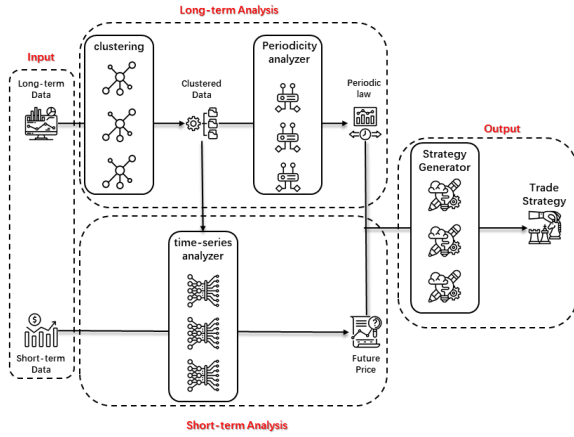 Long-term Analysis
Input
Long-term
Data
clustering
Clustered
Data
Periodicity
analyzer
Periodic
law
Output
Strategy
Generator
Trade
Strategy
time-series
analyzer
$
Short-term
Data
?
Future
Price
Short-term Analysis